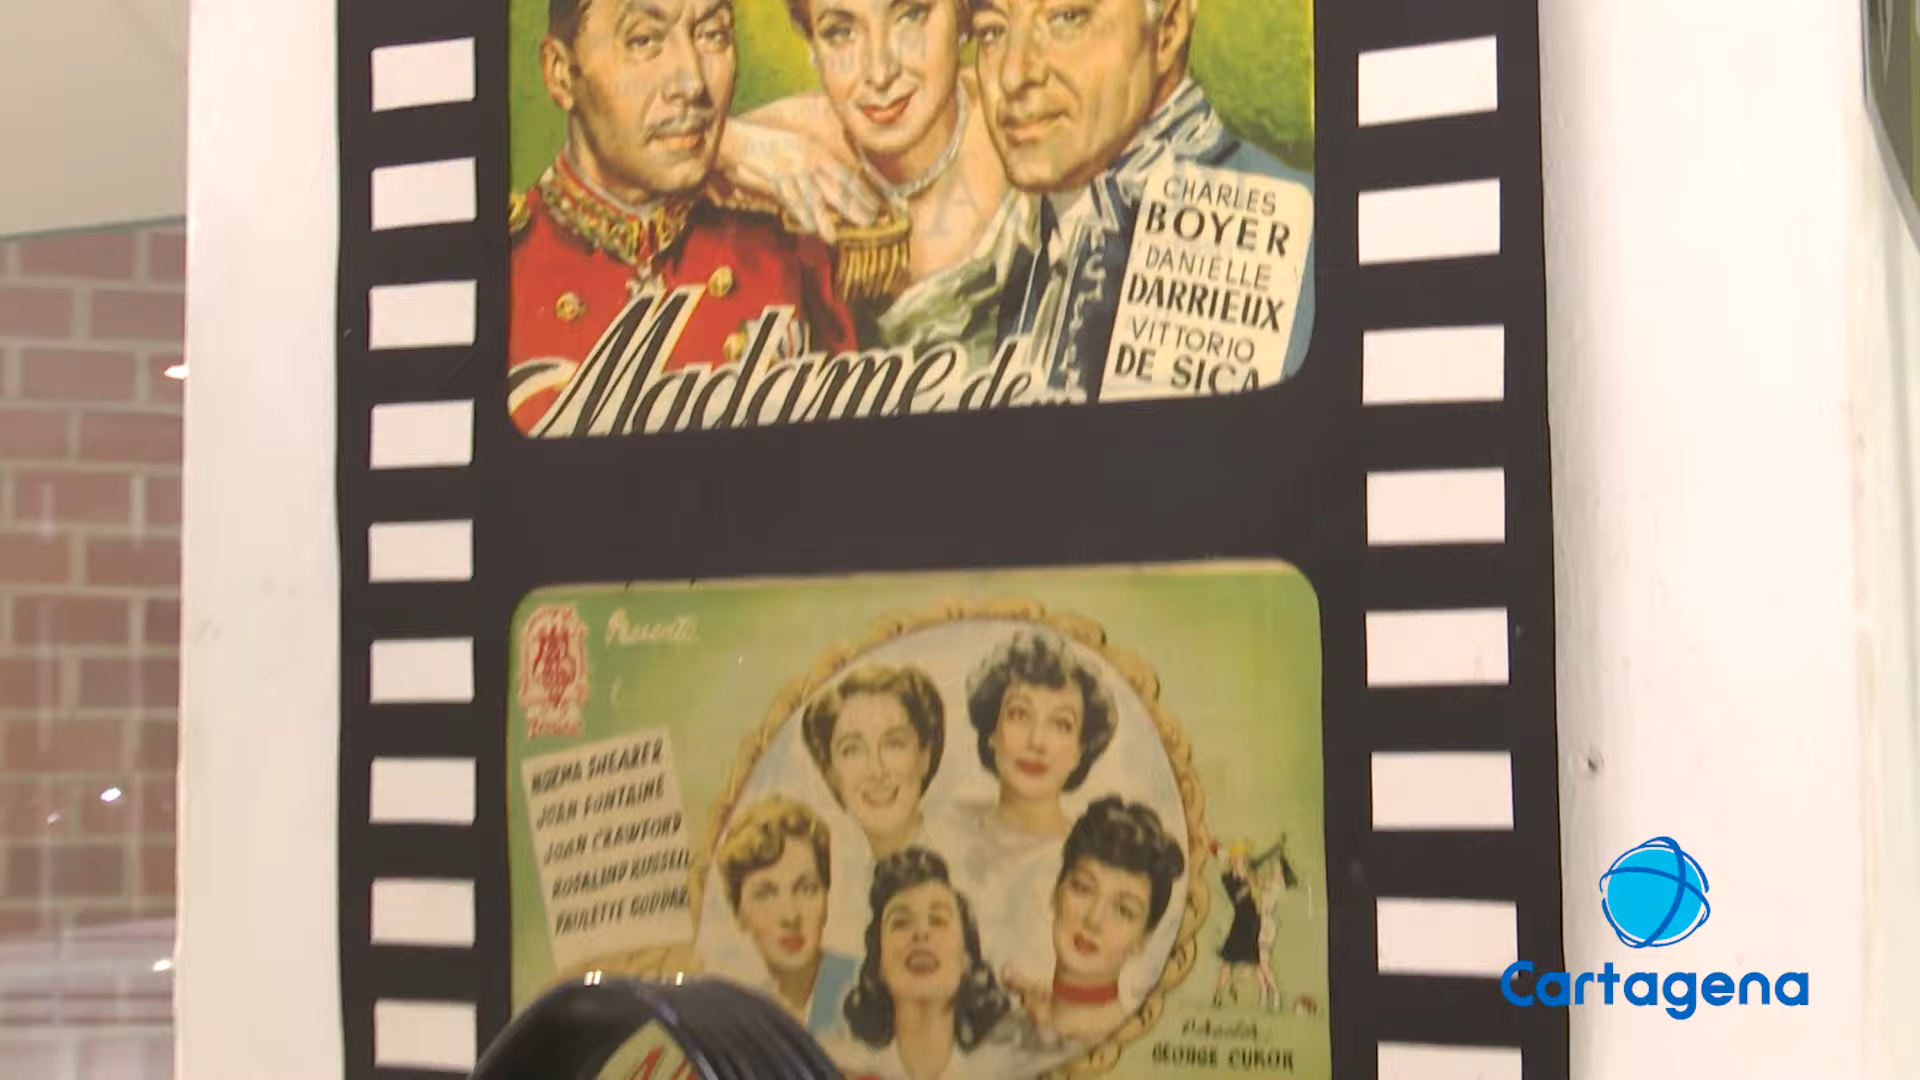 CHARLES
BOYER
DANIELLE
DARRIEUX
VITTORIO
DE SICA
Madame de...
Presenta
NORMA SHEARER
JOAN FONTAINE
JOAN CRAWFORD
ROSALIND RUSSELL
PAULETTE GODDARD
GEORGE CUKOR
Cartagena